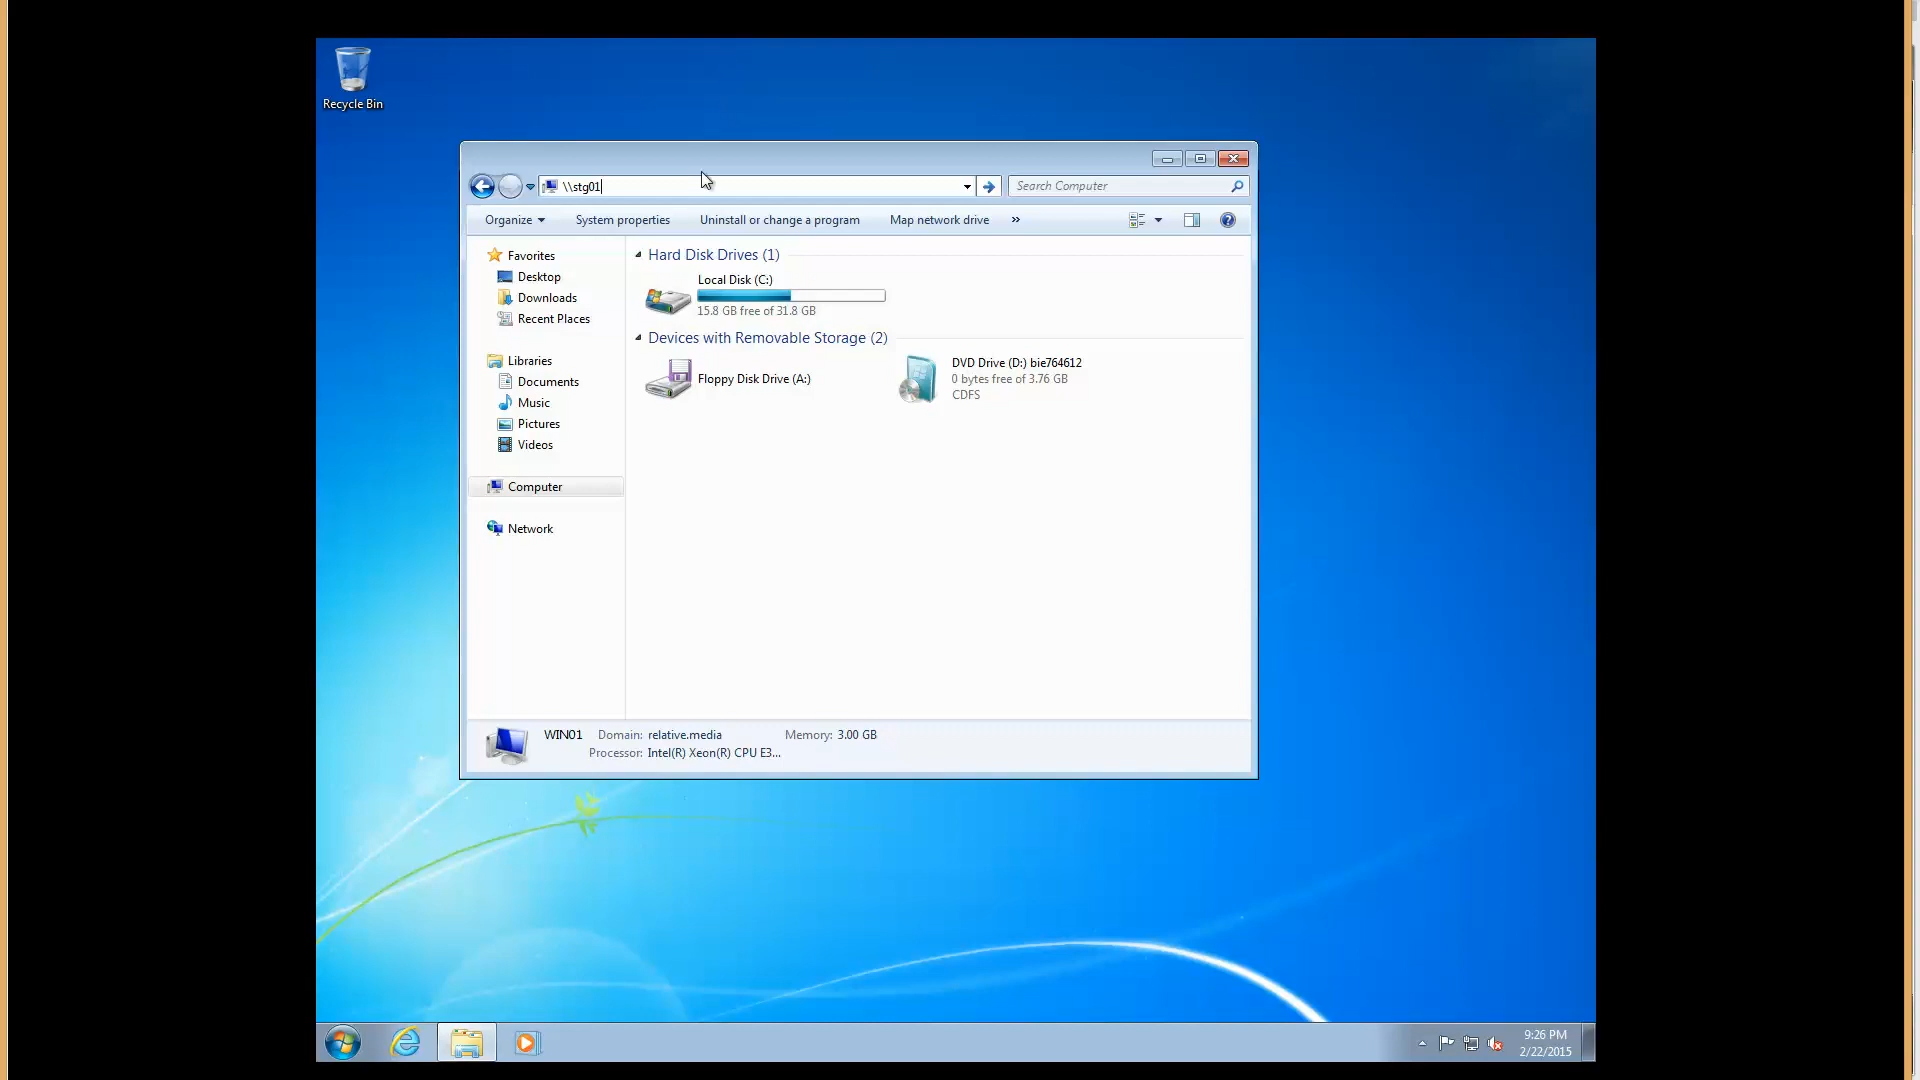 Recycle Bin
\\stg01
Search Computer
Organize
System properties
Uninstall or change a program
Map network drive
»
Favorites
Desktop
Downloads
Recent Places
Libraries
Documents
Music
Pictures
Videos
Computer
Network
Hard Disk Drives (1)
Local Disk (C:)
15.8 GB free of 31.8 GB
Devices with Removable Storage (2)
Floppy Disk Drive (A:)
DVD Drive (D:) bie764612
0 bytes free of 3.76 GB
CDFS
WIN01 Domain: relative.media Memory: 3.00 GB
Processor: Intel(R) Xeon(R) CPU E3...
9:26 PM
2/22/2015